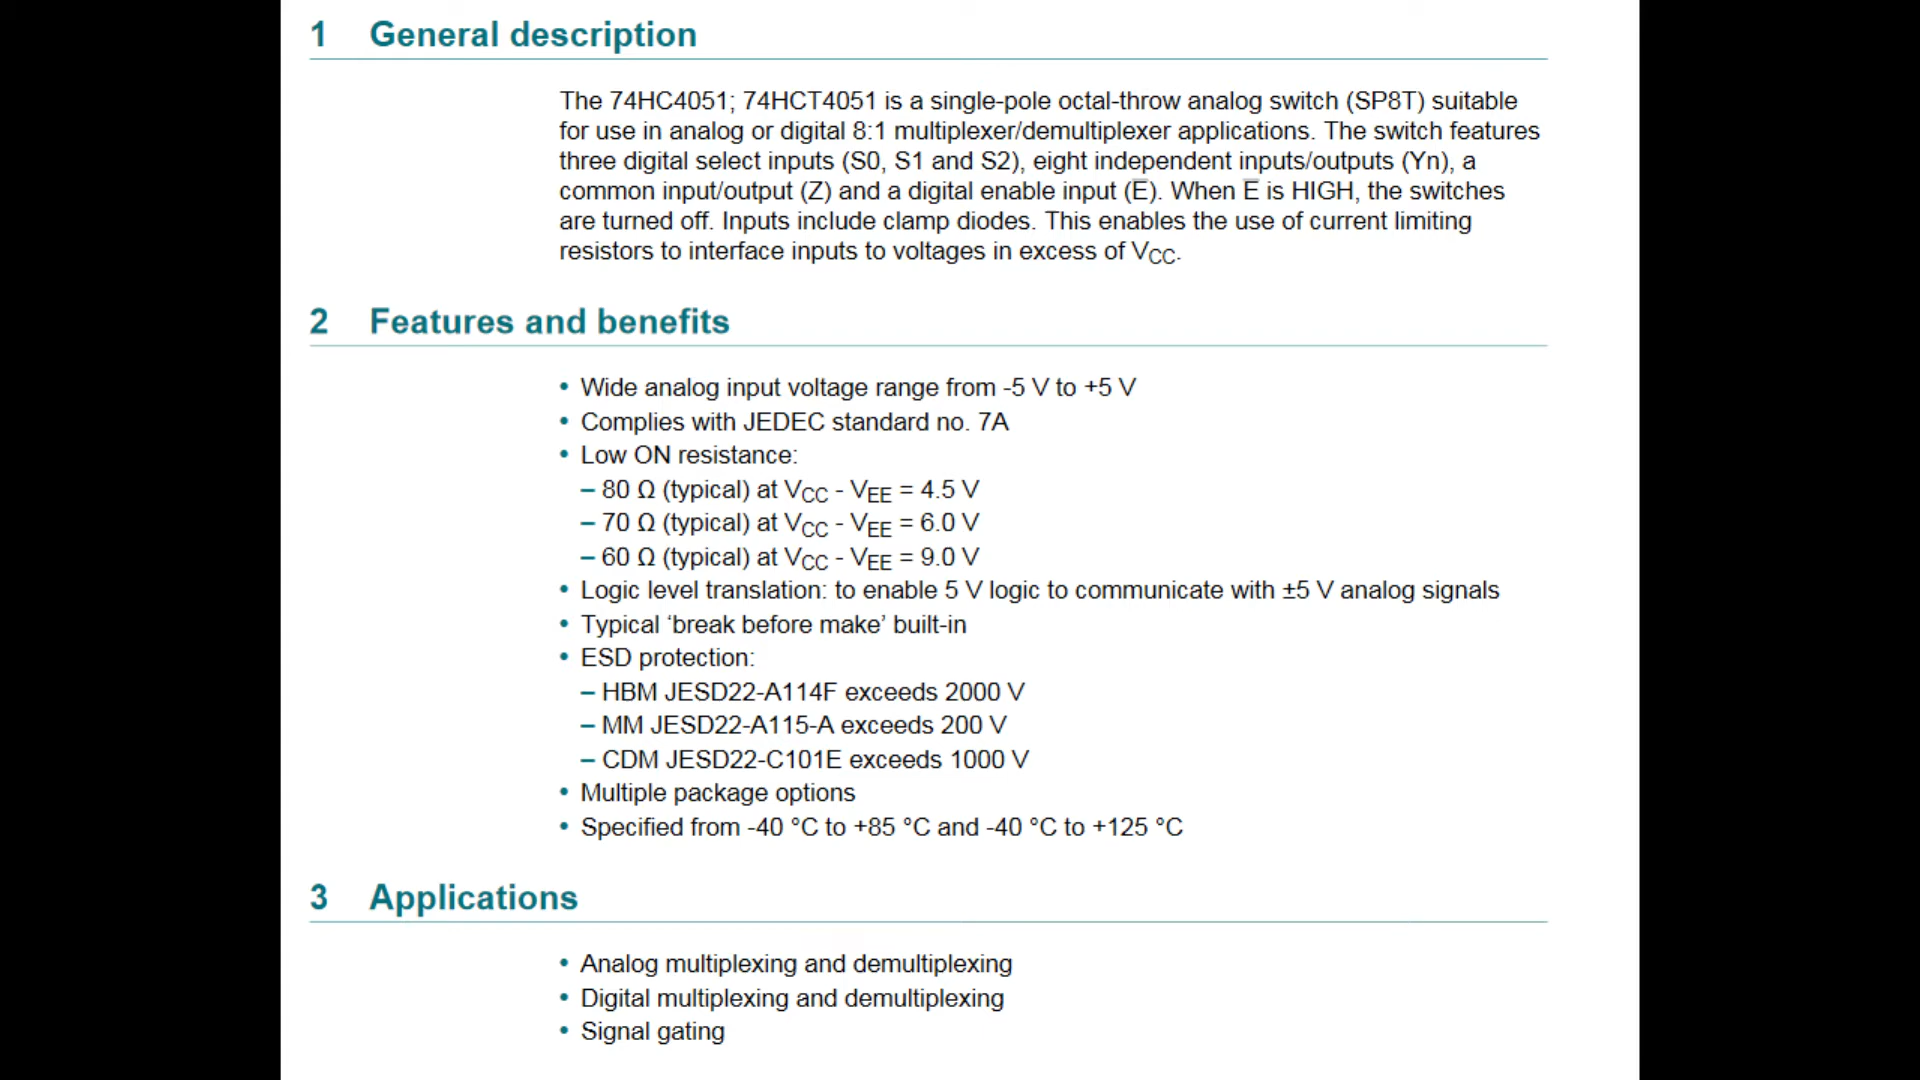 1 General description
The 74HC4051; 74HCT4051 is a single-pole octal-throw analog switch (SP8T) suitable
for use in analog or digital 8:1 multiplexer/demultiplexer applications. The switch features
three digital select inputs (S0, S1 and S2), eight independent inputs/outputs (Yn), a
common input/output (Z) and a digital enable input (E̅). When E̅ is HIGH, the switches
are turned off. Inputs include clamp diodes. This enables the use of current limiting
resistors to interface inputs to voltages in excess of VCC.
2 Features and benefits
• Wide analog input voltage range from -5 V to +5 V
• Complies with JEDEC standard no. 7A
• Low ON resistance:
– 80 Ω (typical) at VCC - VEE = 4.5 V
– 70 Ω (typical) at VCC - VEE = 6.0 V
– 60 Ω (typical) at VCC - VEE = 9.0 V
• Logic level translation: to enable 5 V logic to communicate with ±5 V analog signals
• Typical ‘break before make’ built-in
• ESD protection:
– HBM JESD22-A114F exceeds 2000 V
– MM JESD22-A115-A exceeds 200 V
– CDM JESD22-C101E exceeds 1000 V
• Multiple package options
• Specified from -40 °C to +85 °C and -40 °C to +125 °C
3 Applications
• Analog multiplexing and demultiplexing
• Digital multiplexing and demultiplexing
• Signal gating